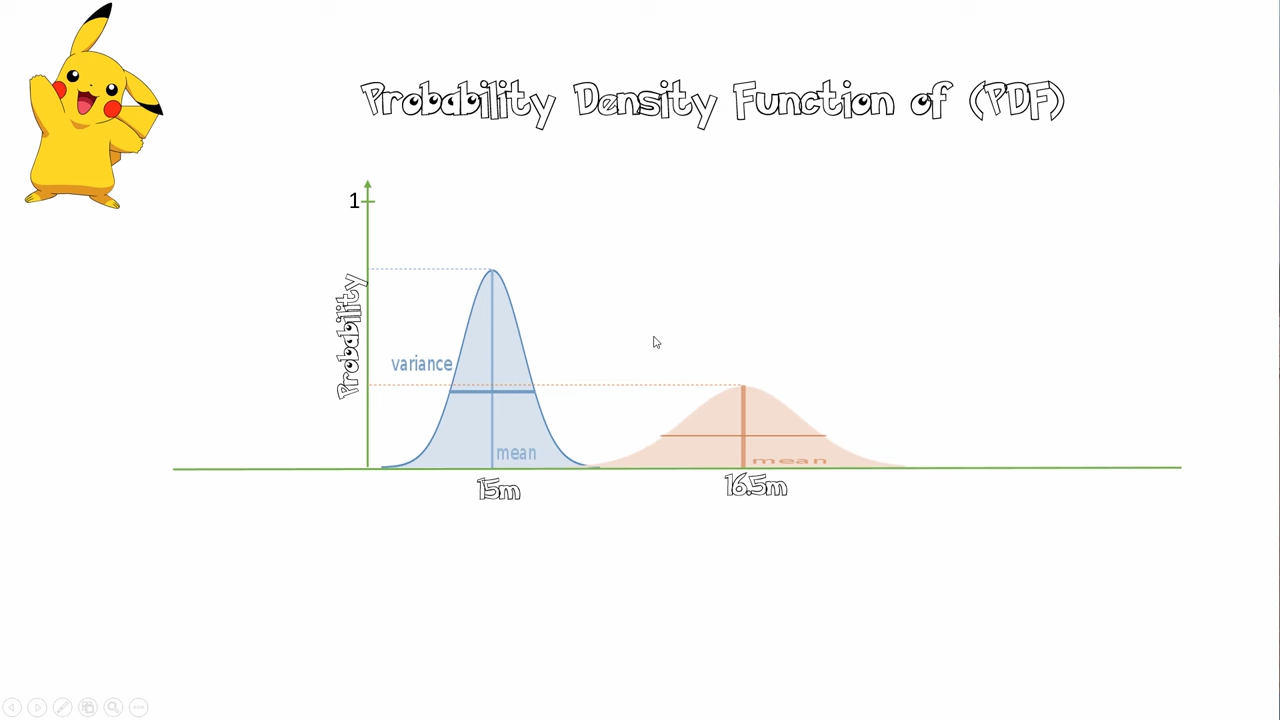 Probability Density Function of (PDF)
1
Probability
variance
mean
mean
15m
16.5m